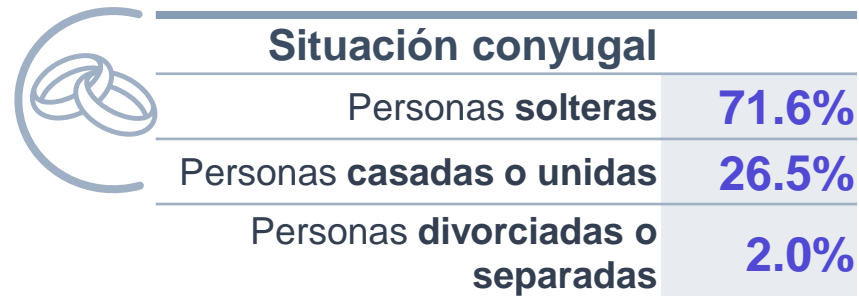 Situación conyugal
Personas solteras 71.6%
Personas casadas o unidas 26.5%
Personas divorciadas o
separadas 2.0%